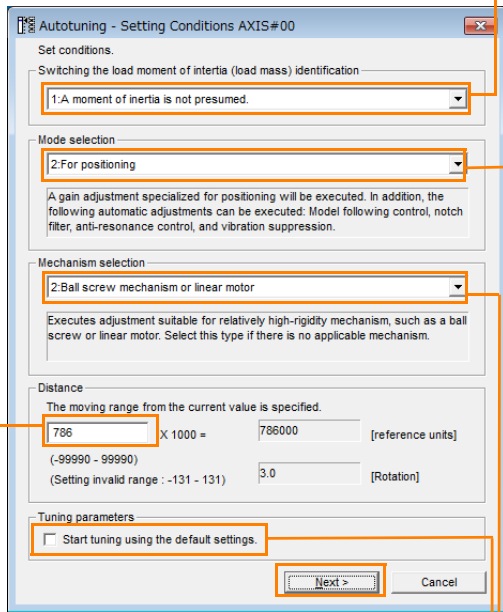 Autotuning - Setting Conditions AXIS#00
Set conditions.
Switching the load moment of intertia (load mass) identification
1:A moment of inertia is not presumed.
Mode selection
2:For positioning
A gain adjustment specialized for positioning will be executed. In addition, the
following automatic adjustments can be executed: Model following control, notch
filter, anti-resonance control, and vibration suppression.
Mechanism selection
2:Ball screw mechanism or linear motor
Executes adjustment suitable for relatively high-rigidity mechanism, such as a ball
screw or linear motor. Select this type if there is no applicable mechanism.
Distance
The moving range from the current value is specified.
786 X 1000 = 786000 [reference units]
(-99990 - 99990)
(Setting invalid range : -131 - 131) 3.0 [Rotation]
Tuning parameters
Start tuning using the default settings.
Next > Cancel